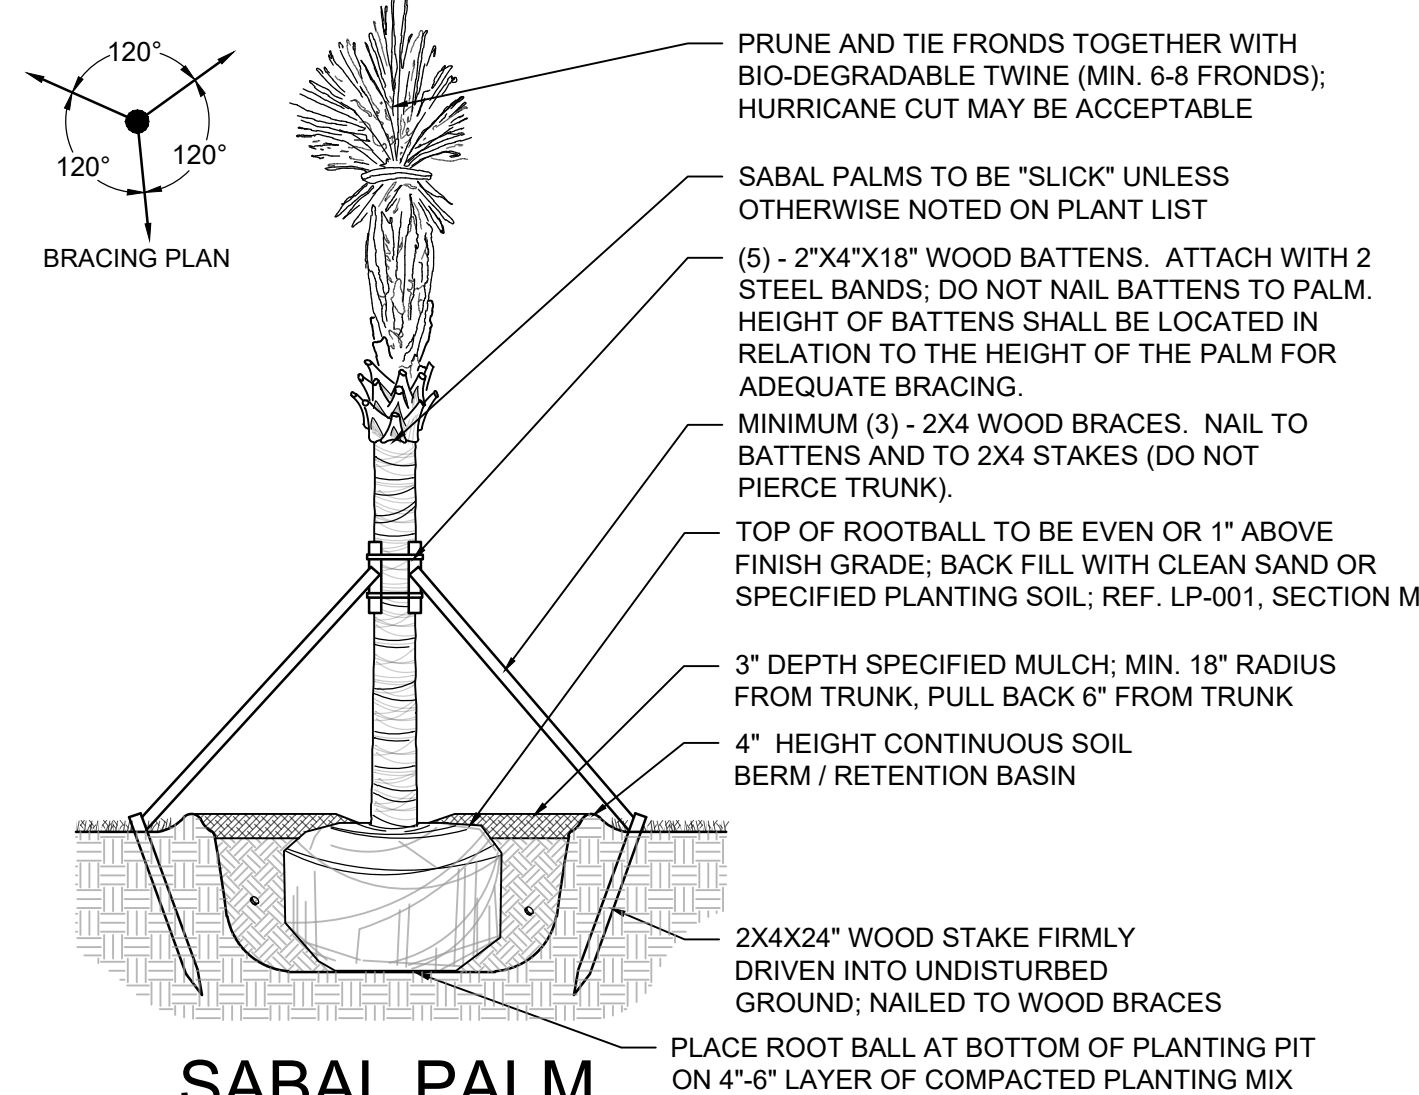 120°
120°
120°
BRACING PLAN
PRUNE AND TIE FRONDS TOGETHER WITH
BIO-DEGRADABLE TWINE (MIN. 6-8 FRONDS);
HURRICANE CUT MAY BE ACCEPTABLE
SABAL PALMS TO BE "SLICK" UNLESS
OTHERWISE NOTED ON PLANT LIST
(5) - 2"X4"X18" WOOD BATTENS. ATTACH WITH 2
STEEL BANDS; DO NOT NAIL BATTENS TO PALM.
HEIGHT OF BATTENS SHALL BE LOCATED IN
RELATION TO THE HEIGHT OF THE PALM FOR
ADEQUATE BRACING.
MINIMUM (3) - 2X4 WOOD BRACES. NAIL TO
BATTENS AND TO 2X4 STAKES (DO NOT
PIERCE TRUNK).
TOP OF ROOTBALL TO BE EVEN OR 1" ABOVE
FINISH GRADE; BACK FILL WITH CLEAN SAND OR
SPECIFIED PLANTING SOIL; REF. LP-001, SECTION M
3" DEPTH SPECIFIED MULCH; MIN. 18" RADIUS
FROM TRUNK, PULL BACK 6" FROM TRUNK
4" HEIGHT CONTINUOUS SOIL
BERM / RETENTION BASIN
2X4X24" WOOD STAKE FIRMLY
DRIVEN INTO UNDISTURBED
GROUND; NAILED TO WOOD BRACES
PLACE ROOT BALL AT BOTTOM OF PLANTING PIT
ON 4"-6" LAYER OF COMPACTED PLANTING MIX
SABAL PALM